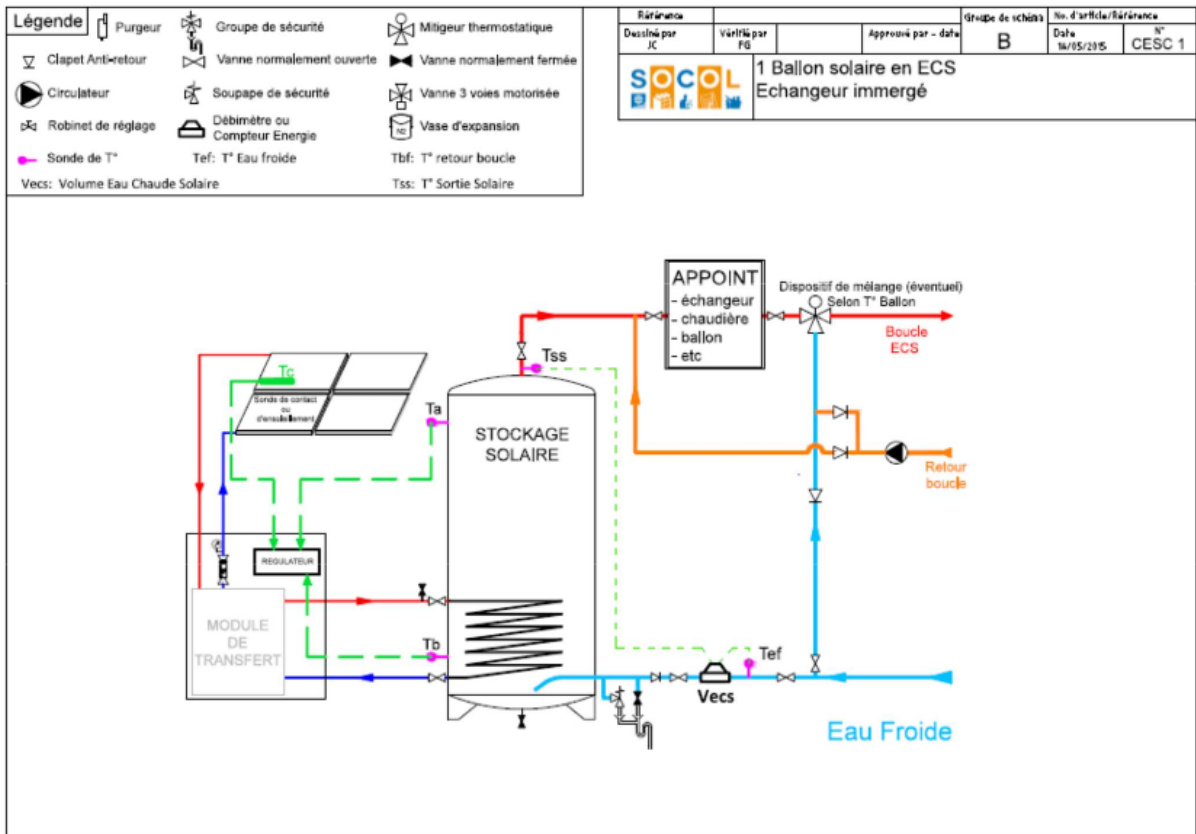 Légende
Purgeur
Groupe de sécurité
Mitigeur thermostatique
Clapet Anti-retour
Vanne normalement ouverte
Vanne normalement fermée
Circulateur
Soupape de sécurité
Vanne 3 voies motorisée
Robinet de réglage
Débimètre ou
Compteur Energie
N2
Vase d'expansion
Sonde de T°
Tef: T° Eau froide
Tbf: T° retour boucle
Vecs: Volume Eau Chaude Solaire
Tss: T° Sortie Solaire
Référence
Groupe de schéma
No. d'article/Référence
Dessiné par
JC
Vérifié par
FG
Approuvé par - date
B
Date
14/05/2015
N°
CESC 1
SOCOL
1 Ballon solaire en ECS
Echangeur immergé
APPOINT
- échangeur
- chaudière
- ballon
- etc
Dispositif de mélange (éventuel)
Selon T° Ballon
Boucle
ECS
Tss
Tc
Sonde de contact
ou
d'ensoleillement
Ta
STOCKAGE
SOLAIRE
Retour
boucle
REGULATEUR
MODULE
DE
TRANSFERT
Tb
Tef
Vecs
Eau Froide